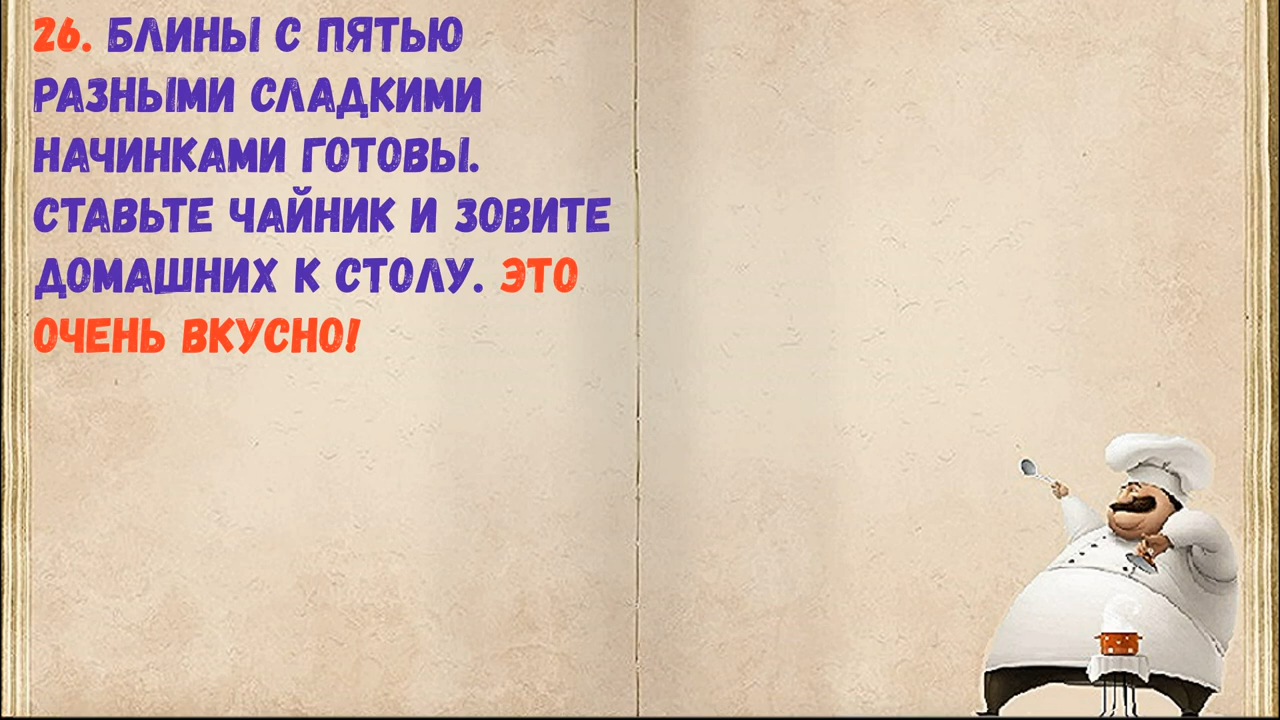 26. БЛИНЫ С ПЯТЬЮ
РАЗНЫМИ СЛАДКИМИ
НАЧИНКАМИ ГОТОВЫ.
СТАВЬТЕ ЧАЙНИК И ЗОВИТЕ
ДОМАШНИХ К СТОЛУ. ЭТО
ОЧЕНЬ ВКУСНО!